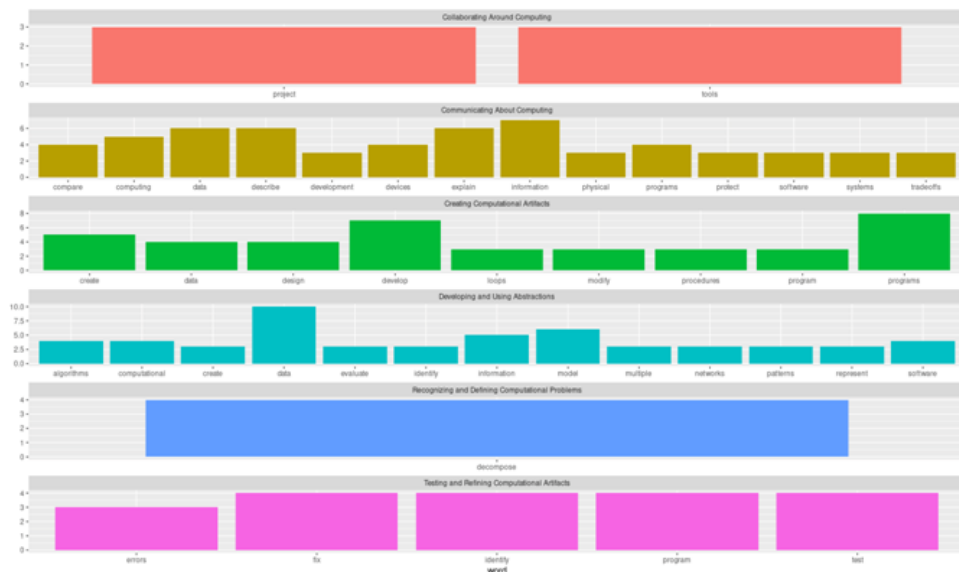 Collaborating Around Computing
3
2
1
0
project tools
Communicating About Computing
6
4
2
0
compare computing data describe development devices explain information physical programs protect software systems tradeoffs
Creating Computational Artifacts
8
6
4
2
0
create data design develop loops modify procedures program programs
Developing and Using Abstractions
10.0
7.5
5.0
2.5
0.0
algorithms computational create data evaluate identify information model multiple networks patterns represent software
Recognizing and Defining Computational Problems
4
3
2
1
0
decompose
Testing and Refining Computational Artifacts
4
3
2
1
0
errors fix identify program test
word